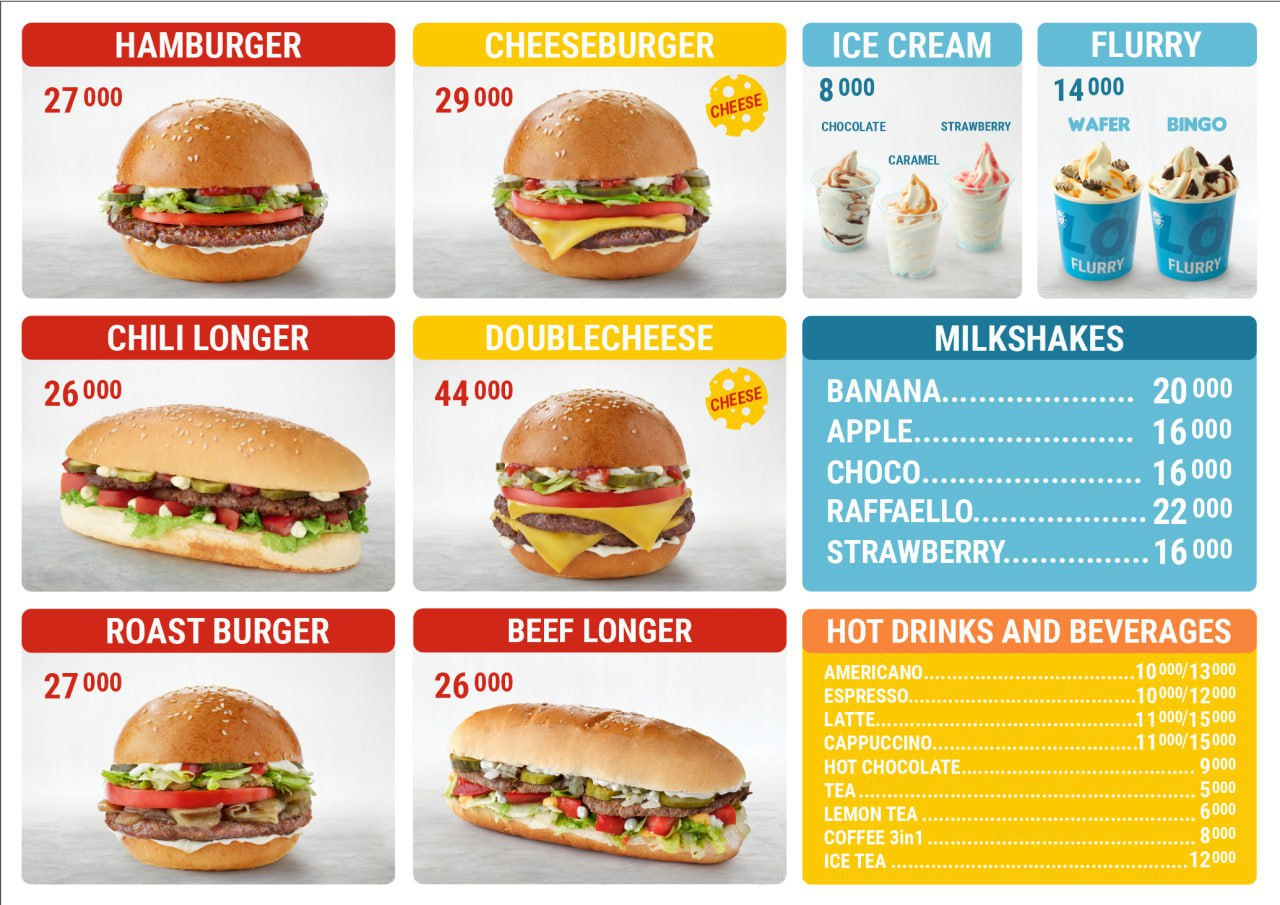 HAMBURGER
27 000
CHEESEBURGER
29 000
CHEESE
ICE CREAM
8 000
CHOCOLATE
STRAWBERRY
CARAMEL
FLURRY
14 000
WAFER
BINGO
FLURRY
FLURRY
CHILI LONGER
26 000
DOUBLECHEESE
44 000
CHEESE
MILKSHAKES
BANANA..................... 20 000
APPLE........................ 16 000
CHOCO........................ 16 000
RAFFAELLO................... 22 000
STRAWBERRY................ 16 000
ROAST BURGER
27 000
BEEF LONGER
26 000
HOT DRINKS AND BEVERAGES
AMERICANO.......................................10 000/13 000
ESPRESSO..........................................10 000/12 000
LATTE................................................11 000/15 000
CAPPUCCINO......................................11 000/15 000
HOT CHOCOLATE........................................... 9 000
TEA.............................................................. 5 000
LEMON TEA .................................................. 6 000
COFFEE 3in1 ................................................. 8 000
ICE TEA ....................................................... 12 000